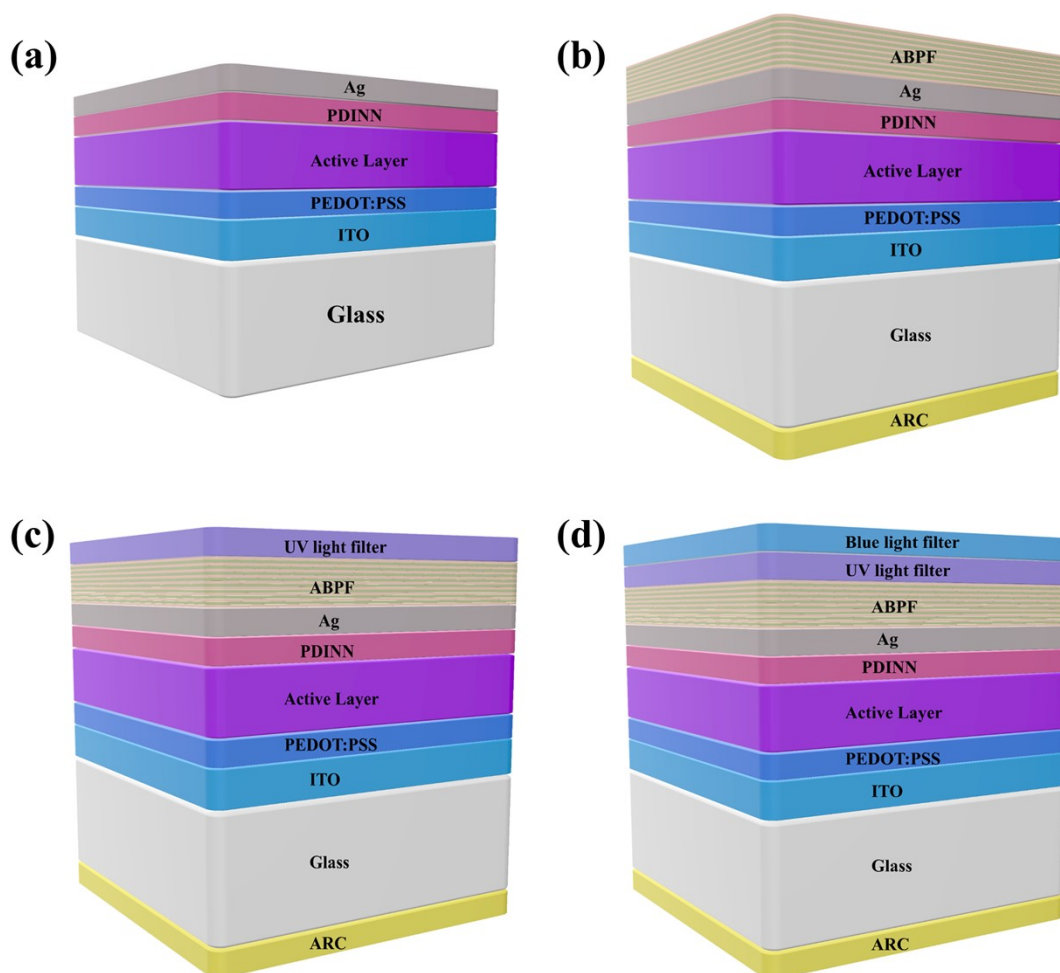 (a)
Ag
PDINN
Active Layer
PEDOT:PSS
ITO
Glass
(b)
ABPF
Ag
PDINN
Active Layer
PEDOT:PSS
ITO
Glass
ARC
(c)
UV light filter
ABPF
Ag
PDINN
Active Layer
PEDOT:PSS
ITO
Glass
ARC
(d)
Blue light filter
UV light filter
ABPF
Ag
PDINN
Active Layer
PEDOT:PSS
ITO
Glass
ARC